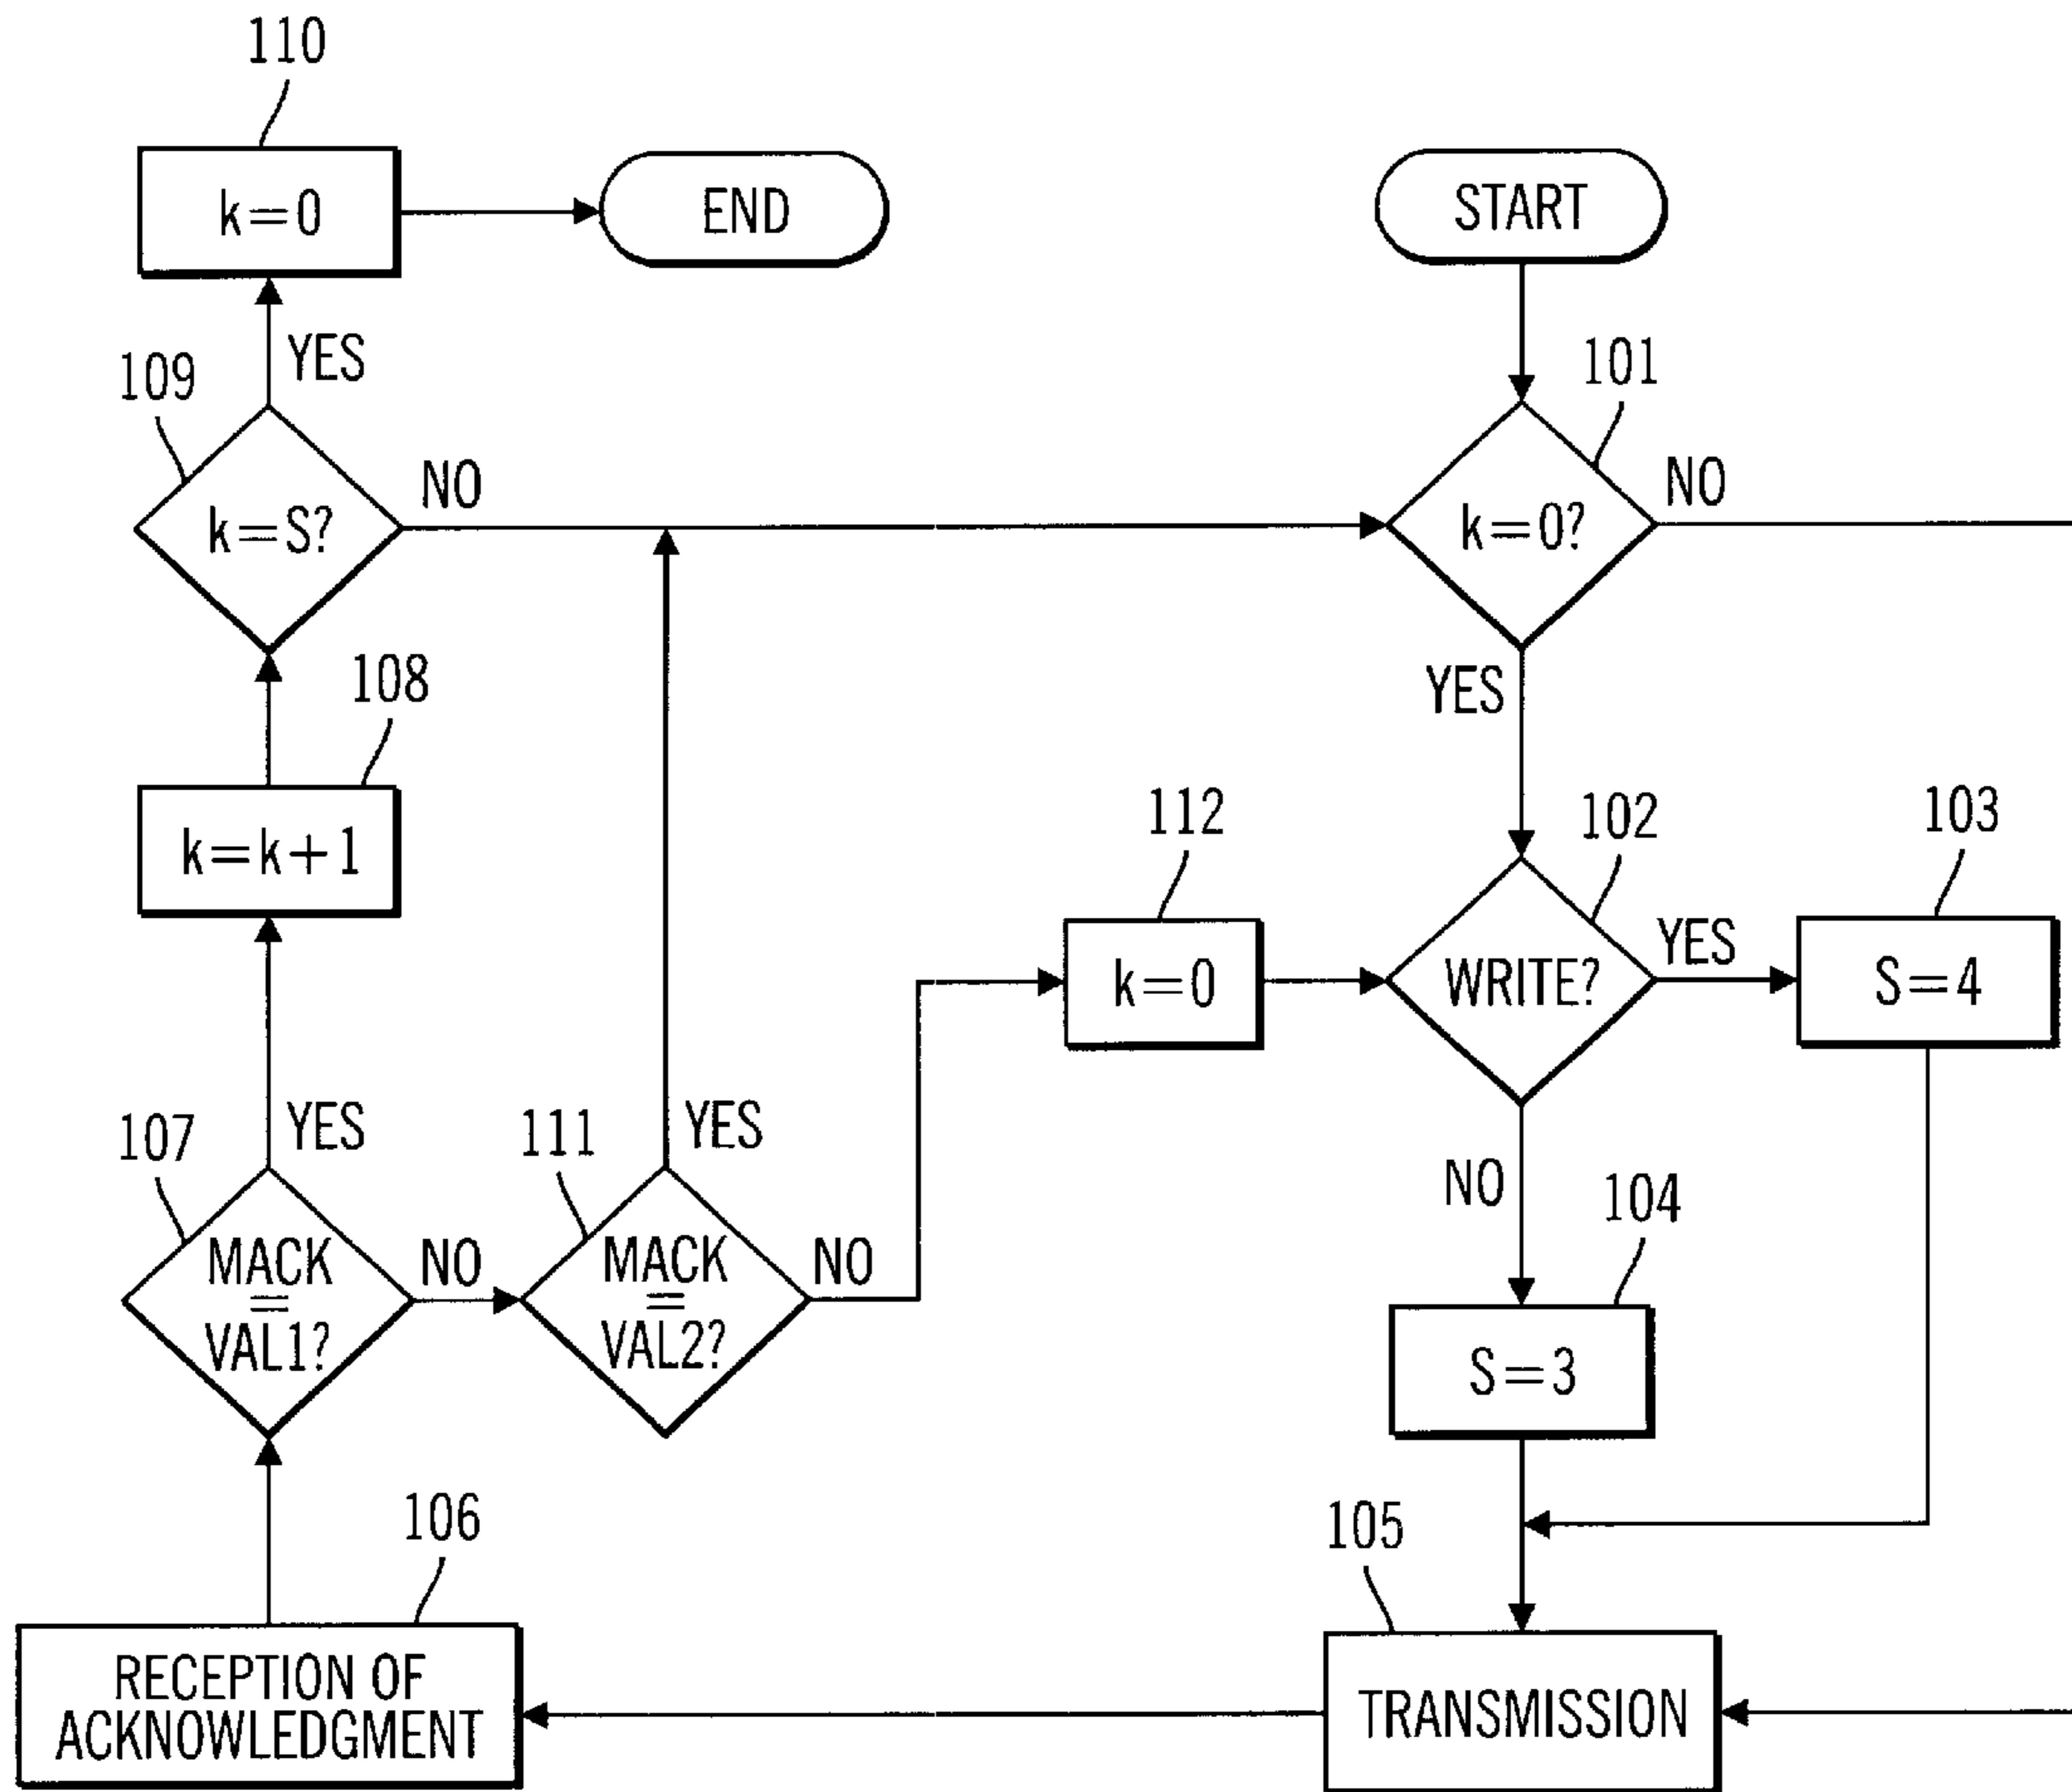 110
k=0
END
START
109
YES
101
k=S?
NO
k=0?
NO
108
YES
k=k+1
112
102
103
k=0
WRITE?
YES
S=4
107
YES
111
YES
NO
104
MACK
=
VAL1?
NO
MACK
=
VAL2?
NO
S=3
106
105
RECEPTION OF
ACKNOWLEDGMENT
TRANSMISSION